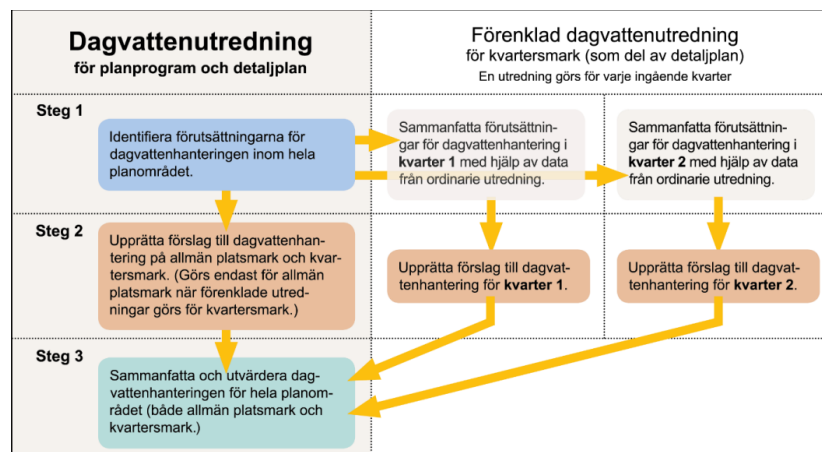 Dagvattenutredning
för planprogram och detaljplan
Förenklad dagvattenutredning
för kvartersmark (som del av detaljplan)
En utredning görs för varje ingående kvarter
Steg 1
Identifiera förutsättningarna för
dagvattenhanteringen inom hela
planområdet.
Sammanfatta förutsättnin-
gar för dagvattenhantering i
kvarter 1 med hjälp av data
från ordinarie utredning.
Sammanfatta förutsättnin-
gar för dagvattenhantering i
kvarter 2 med hjälp av data
från ordinarie utredning.
Steg 2
Upprätta förslag till dagvattenhan-
tering på allmän platsmark och kvar-
tersmark. (Görs endast för allmän
platsmark när förenklade utred-
ningar görs för kvartersmark.)
Upprätta förslag till dagvat-
tenhantering för kvarter 1.
Upprätta förslag till dagvat-
tenhantering för kvarter 2.
Steg 3
Sammanfatta och utvärdera dag-
vattenhanteringen för hela planom-
rådet (både allmän platsmark och
kvartersmark.)